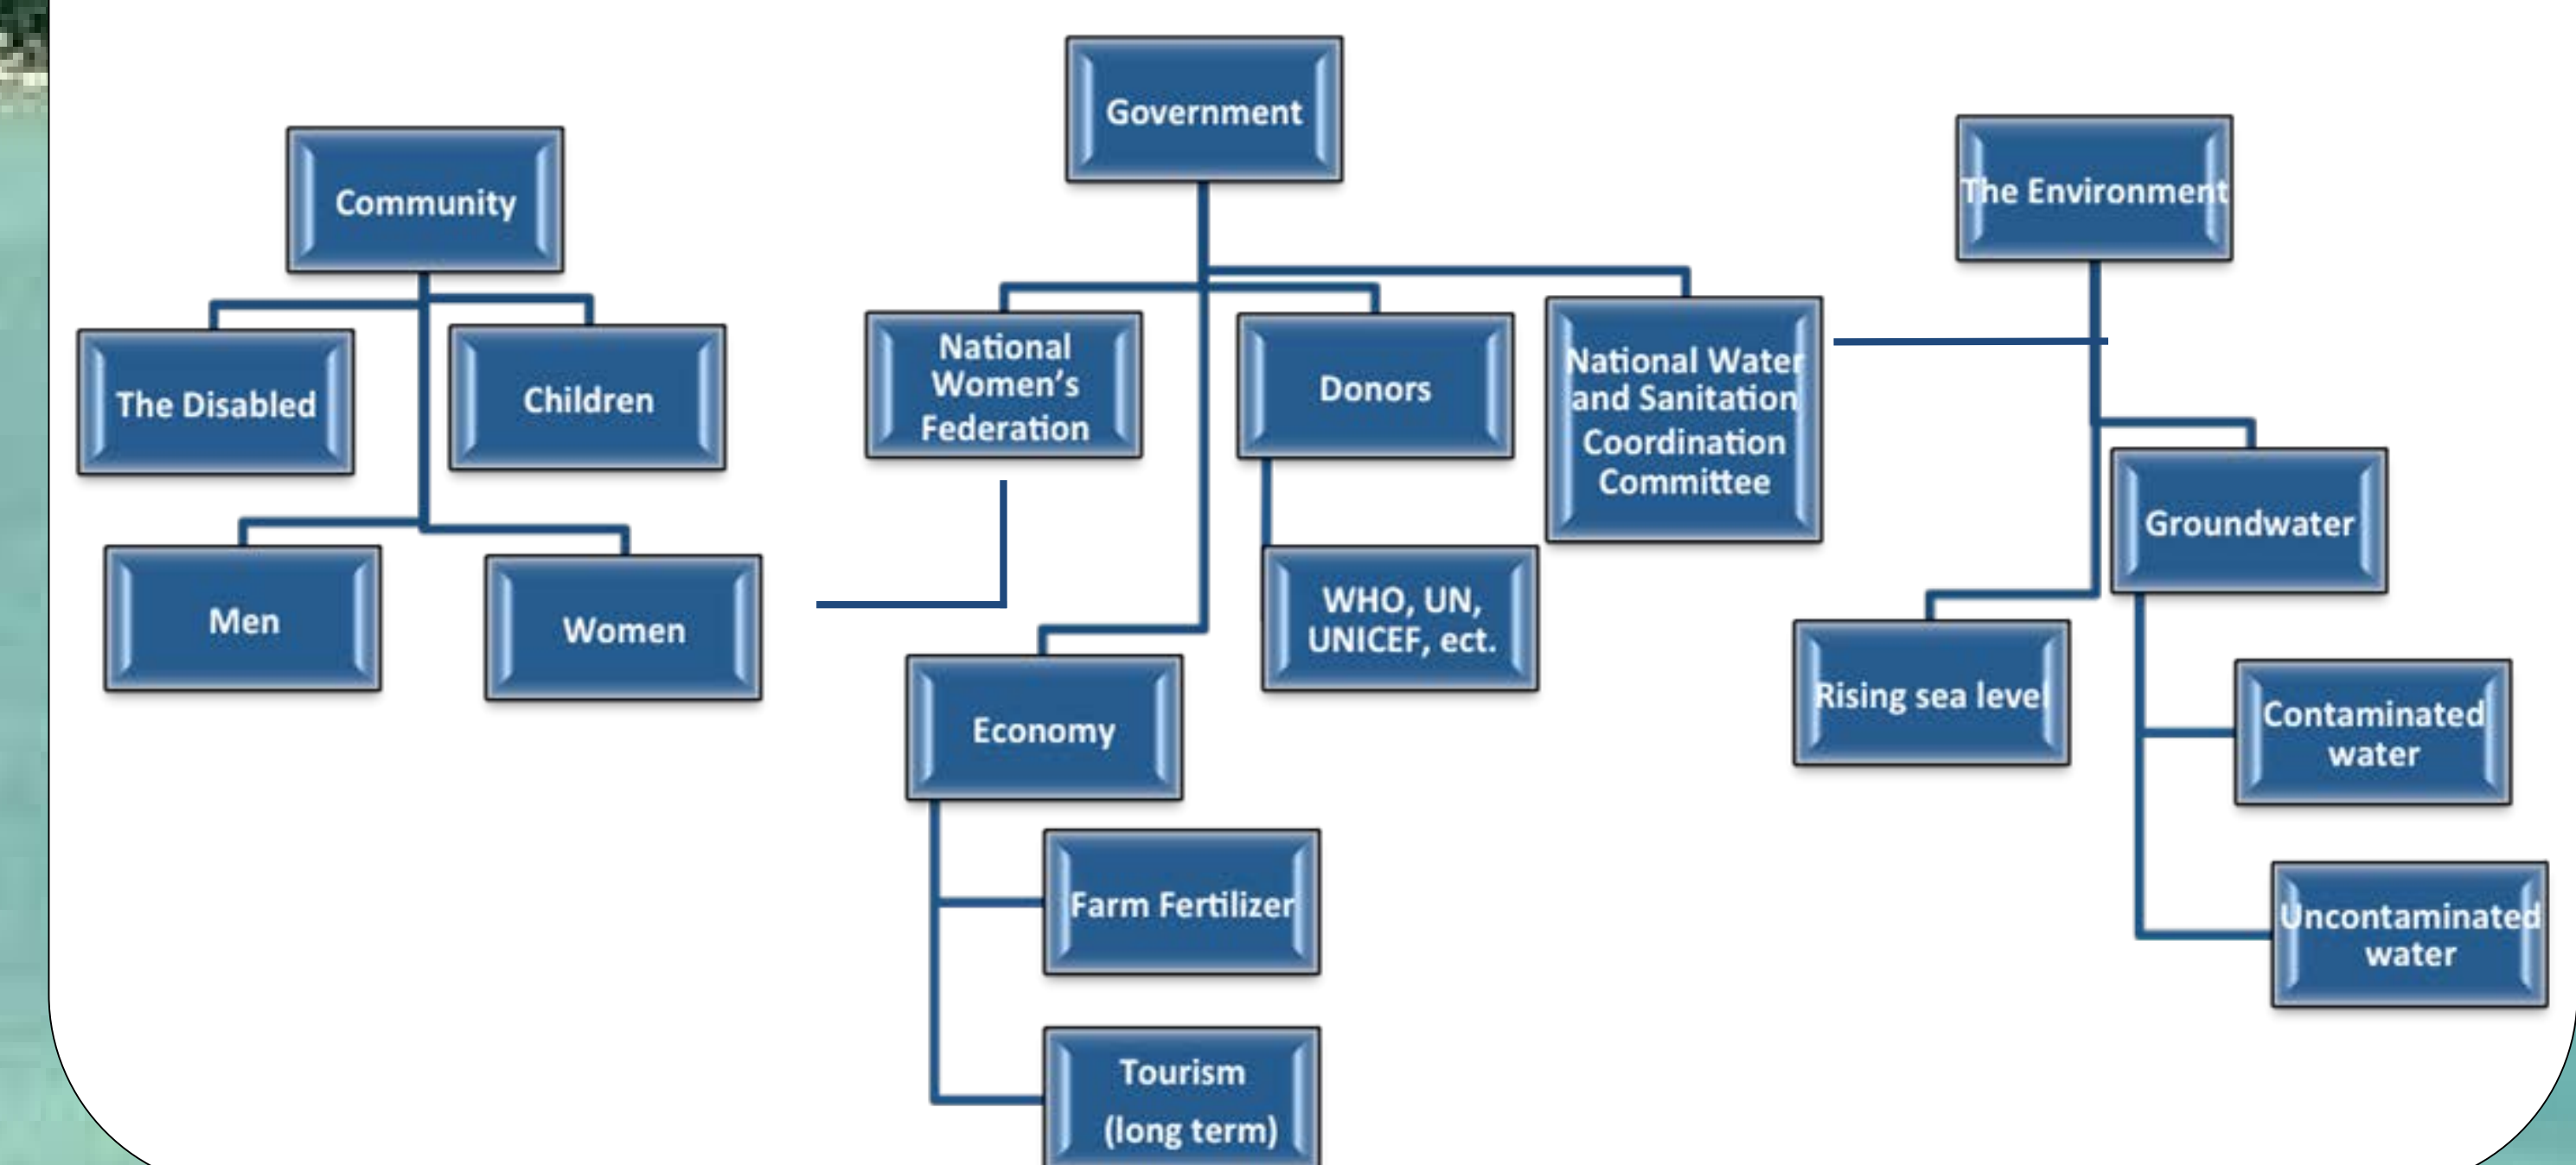 Community
The Disabled
Children
Men
Women
Government
National
Women’s
Federation
Donors
National Water
and Sanitation
Coordination
Committee
WHO, UN,
UNICEF, ect.
Economy
Farm Fertilizer
Tourism
(long term)
The Environment
Groundwater
Rising sea level
Contaminated
water
Uncontaminated
water